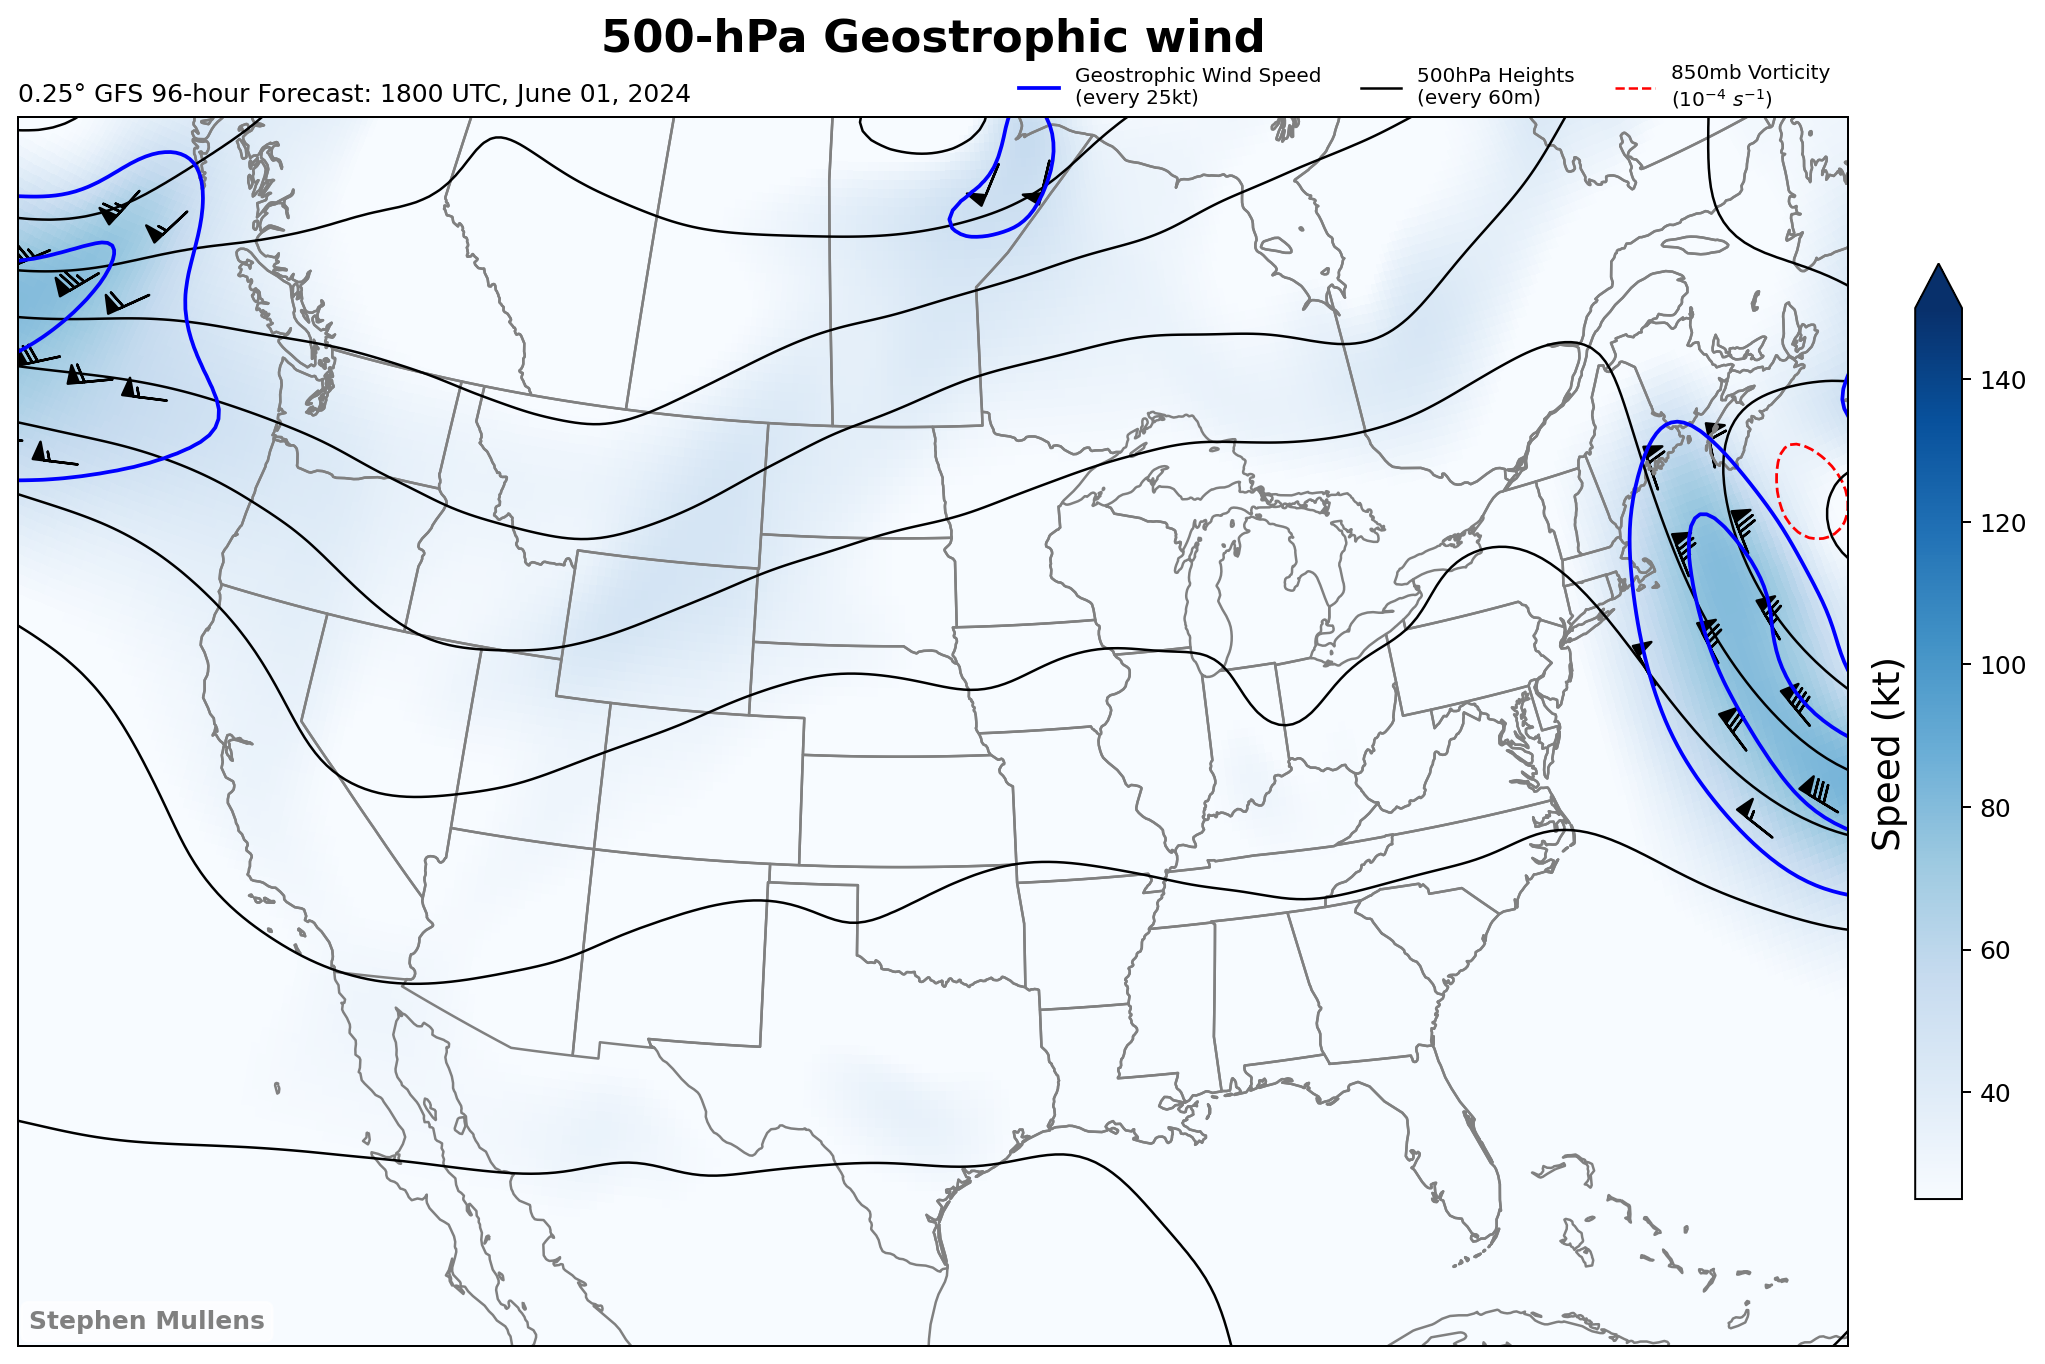 500-hPa Geostrophic wind
0.25° GFS 96-hour Forecast: 1800 UTC, June 01, 2024
Geostrophic Wind Speed
(every 25kt)
500hPa Heights
(every 60m)
850mb Vorticity
(10⁻⁴ s⁻¹)
140
120
100
80
60
40
Speed (kt)
Stephen Mullens